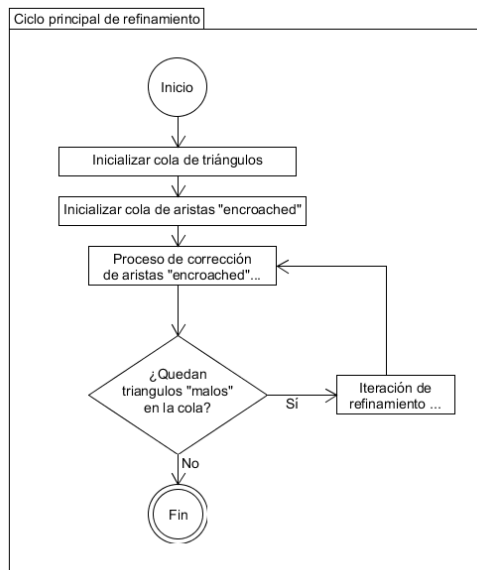 Ciclo principal de refinamiento
Inicio
Inicializar cola de triángulos
Inicializar cola de aristas "encroached"
Proceso de corrección
de aristas "encroached"...
¿Quedan
triangulos "malos"
en la cola?
Sí
Iteración de
refinamiento ...
No
Fin